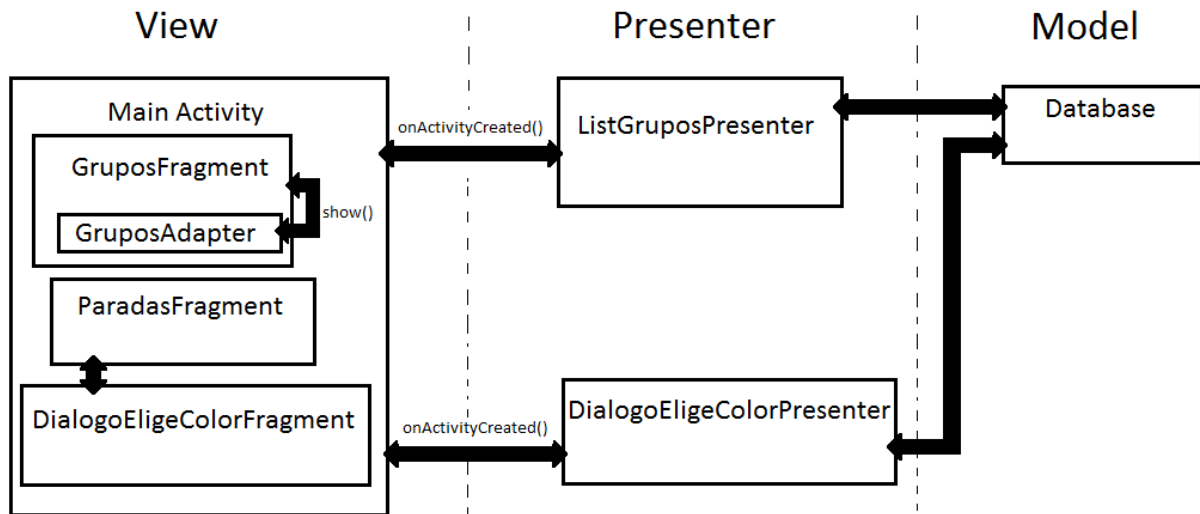 View
Presenter
Model
Main Activity
GruposFragment
GruposAdapter
show()
ParadasFragment
DialogoEligeColorFragment
onActivityCreated()
ListGruposPresenter
Database
onActivityCreated()
DialogoEligeColorPresenter